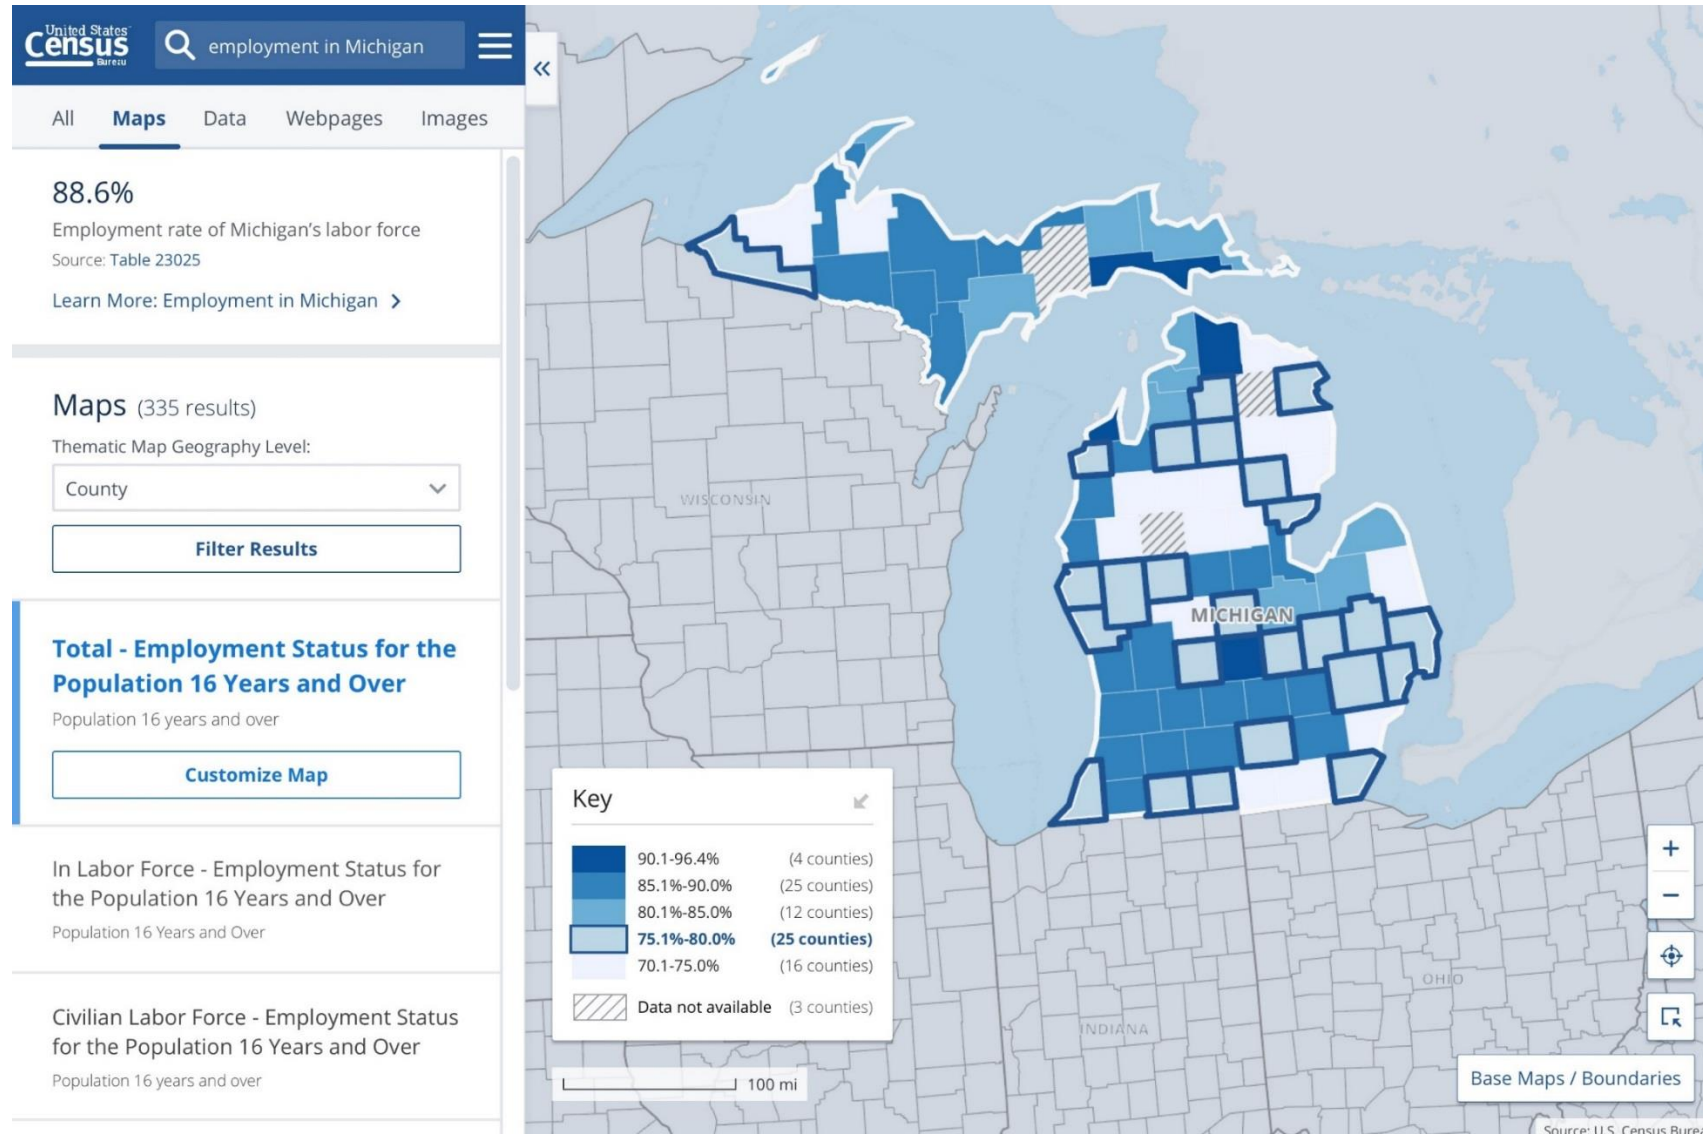 United States®
Census
Bureau
employment in Michigan
All Maps Data Webpages Images
88.6%
Employment rate of Michigan's labor force
Source: Table 23025
Learn More: Employment in Michigan
Maps (335 results)
Thematic Map Geography Level:
County
Filter Results
Total - Employment Status for the
Population 16 Years and Over
Population 16 years and over
Customize Map
In Labor Force - Employment Status for
the Population 16 Years and Over
Population 16 Years and Over
Civilian Labor Force - Employment Status
for the Population 16 Years and Over
Population 16 years and over
WISCONSIN
MICHIGAN
Key
90.1-96.4% (4 counties)
85.1%-90.0% (25 counties)
80.1%-85.0% (12 counties)
75.1%-80.0% (25 counties)
70.1-75.0% (16 counties)
Data not available (3 counties)
100 mi
INDIANA
OHIO
Base Maps / Boundaries
Source: U.S. Census Burea